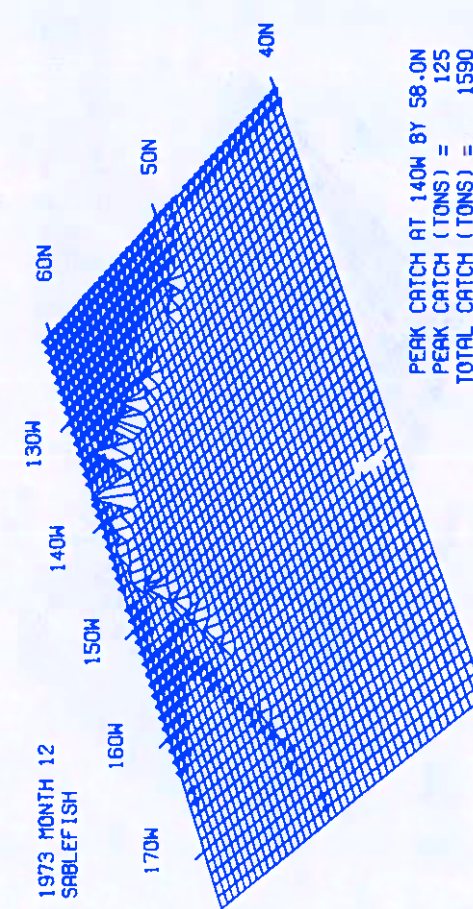 1973 MONTH 12
SABLEFISH
170W
160W
150W
140W
130W
60N
50N
40N
PEAK CATCH AT 140W BY 58.0N
PEAK CATCH (TONS) = 125
TOTAL CATCH (TONS) = 1590